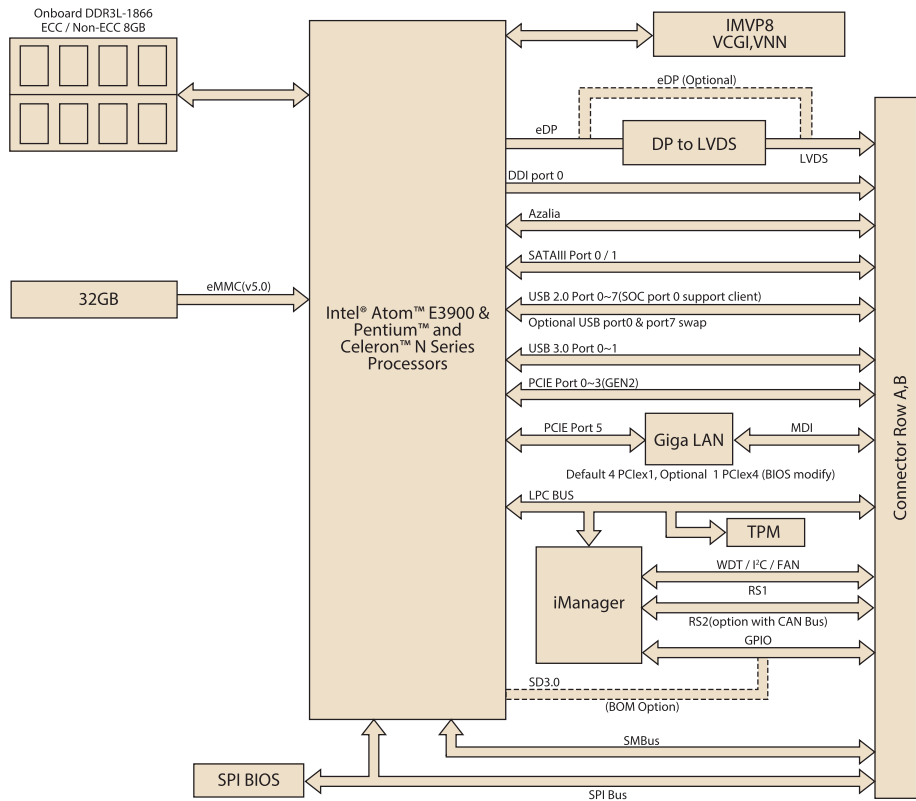 Onboard DDR3L-1866
ECC / Non-ECC 8GB
IMVP8
VCGI,VNN
eDP (Optional)
eDP
DP to LVDS
LVDS
DDI port 0
Azalia
SATAIII Port 0 / 1
32GB
eMMC(v5.0)
Intel® Atom™ E3900 &
Pentium™ and
Celeron™ N Series
Processors
USB 2.0 Port 0~7(SOC port 0 support client)
Optional USB port0 & port7 swap
USB 3.0 Port 0~1
PCIE Port 0~3(GEN2)
PCIE Port 5
Giga LAN
MDI
Default 4 PCIex1, Optional 1 PCIex4 (BIOS modify)
LPC BUS
TPM
iManager
WDT / I²C / FAN
RS1
RS2(option with CAN Bus)
GPIO
SD3.0
(BOM Option)
SMBus
SPI BIOS
SPI Bus
Connector Row A,B